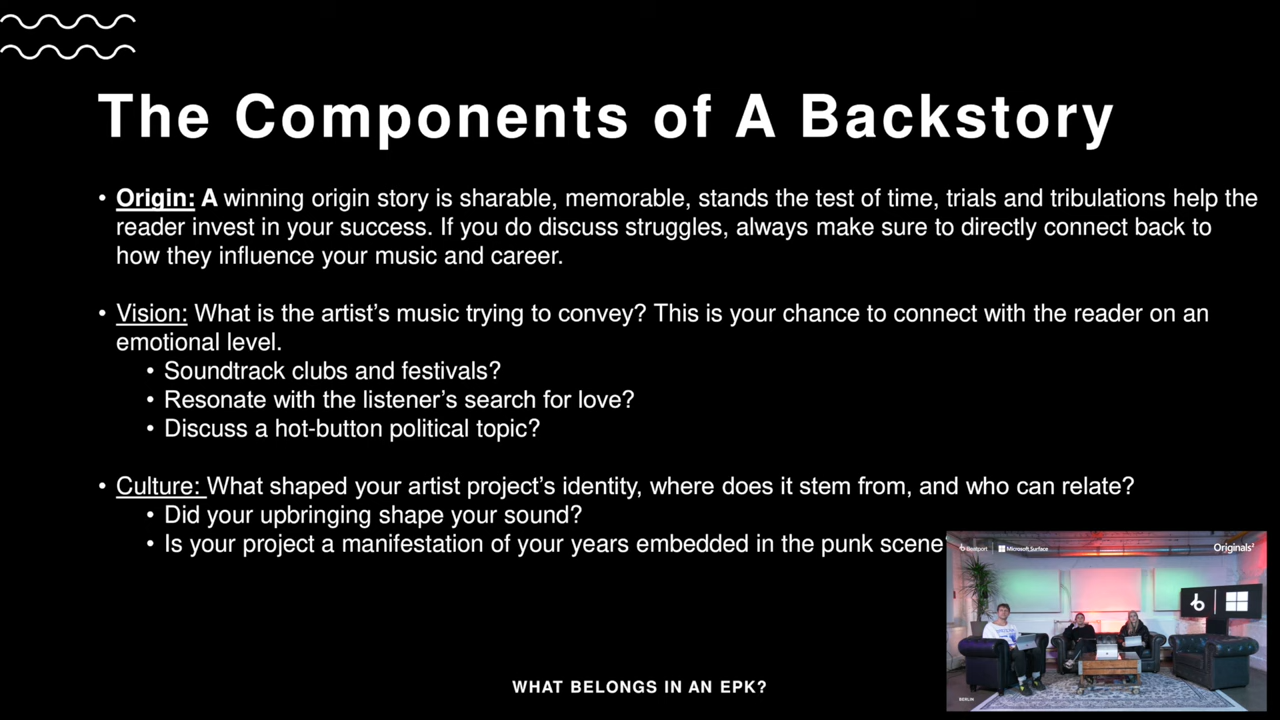 The Components of A Backstory
• Origin: A winning origin story is sharable, memorable, stands the test of time, trials and tribulations help the
reader invest in your success. If you do discuss struggles, always make sure to directly connect back to
how they influence your music and career.
• Vision: What is the artist’s music trying to convey? This is your chance to connect with the reader on an
emotional level.
• Soundtrack clubs and festivals?
• Resonate with the listener’s search for love?
• Discuss a hot-button political topic?
• Culture: What shaped your artist project’s identity, where does it stem from, and who can relate?
• Did your upbringing shape your sound?
• Is your project a manifestation of your years embedded in the punk scene
Beatport | Microsoft Surface
Originals²
BERLIN
WHAT BELONGS IN AN EPK?